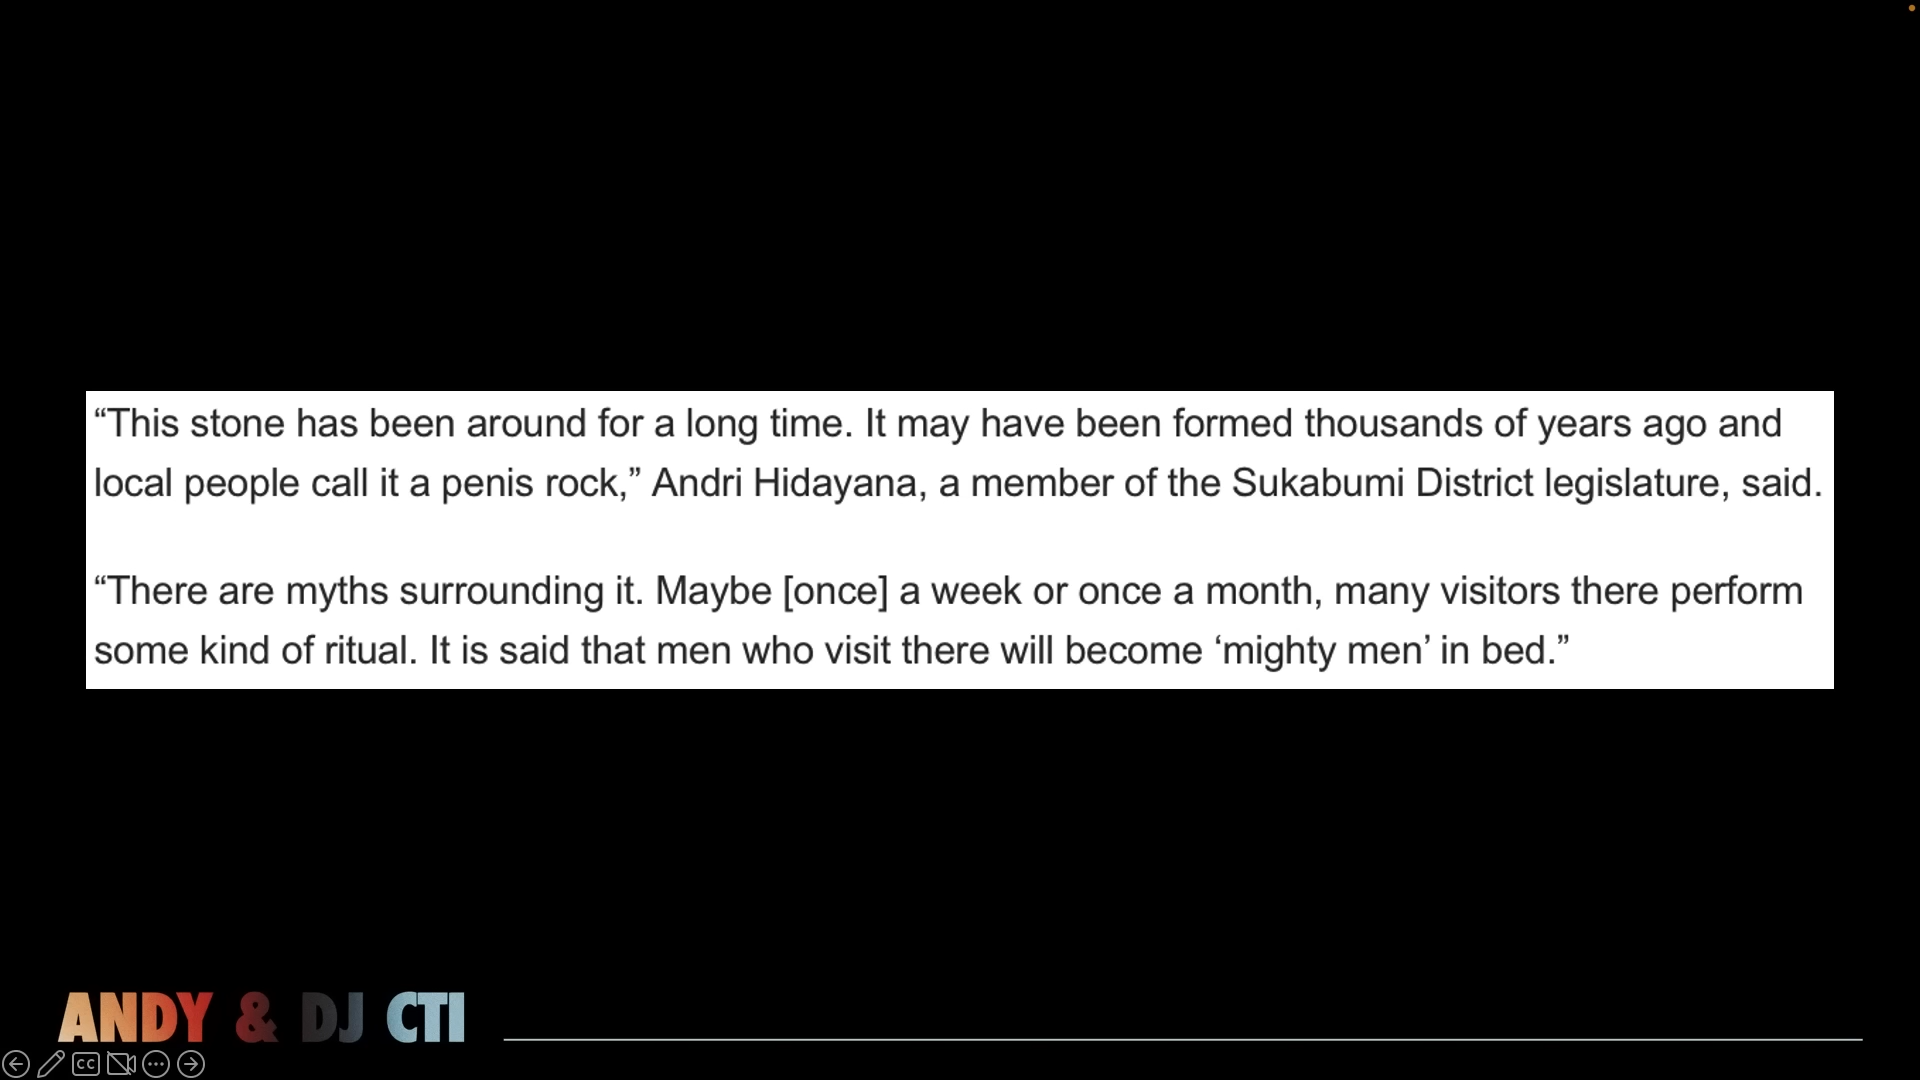 “This stone has been around for a long time. It may have been formed thousands of years ago and
local people call it a penis rock,” Andri Hidayana, a member of the Sukabumi District legislature, said.
“There are myths surrounding it. Maybe [once] a week or once a month, many visitors there perform
some kind of ritual. It is said that men who visit there will become ‘mighty men’ in bed.”
ANDY & DJ CTI
CC